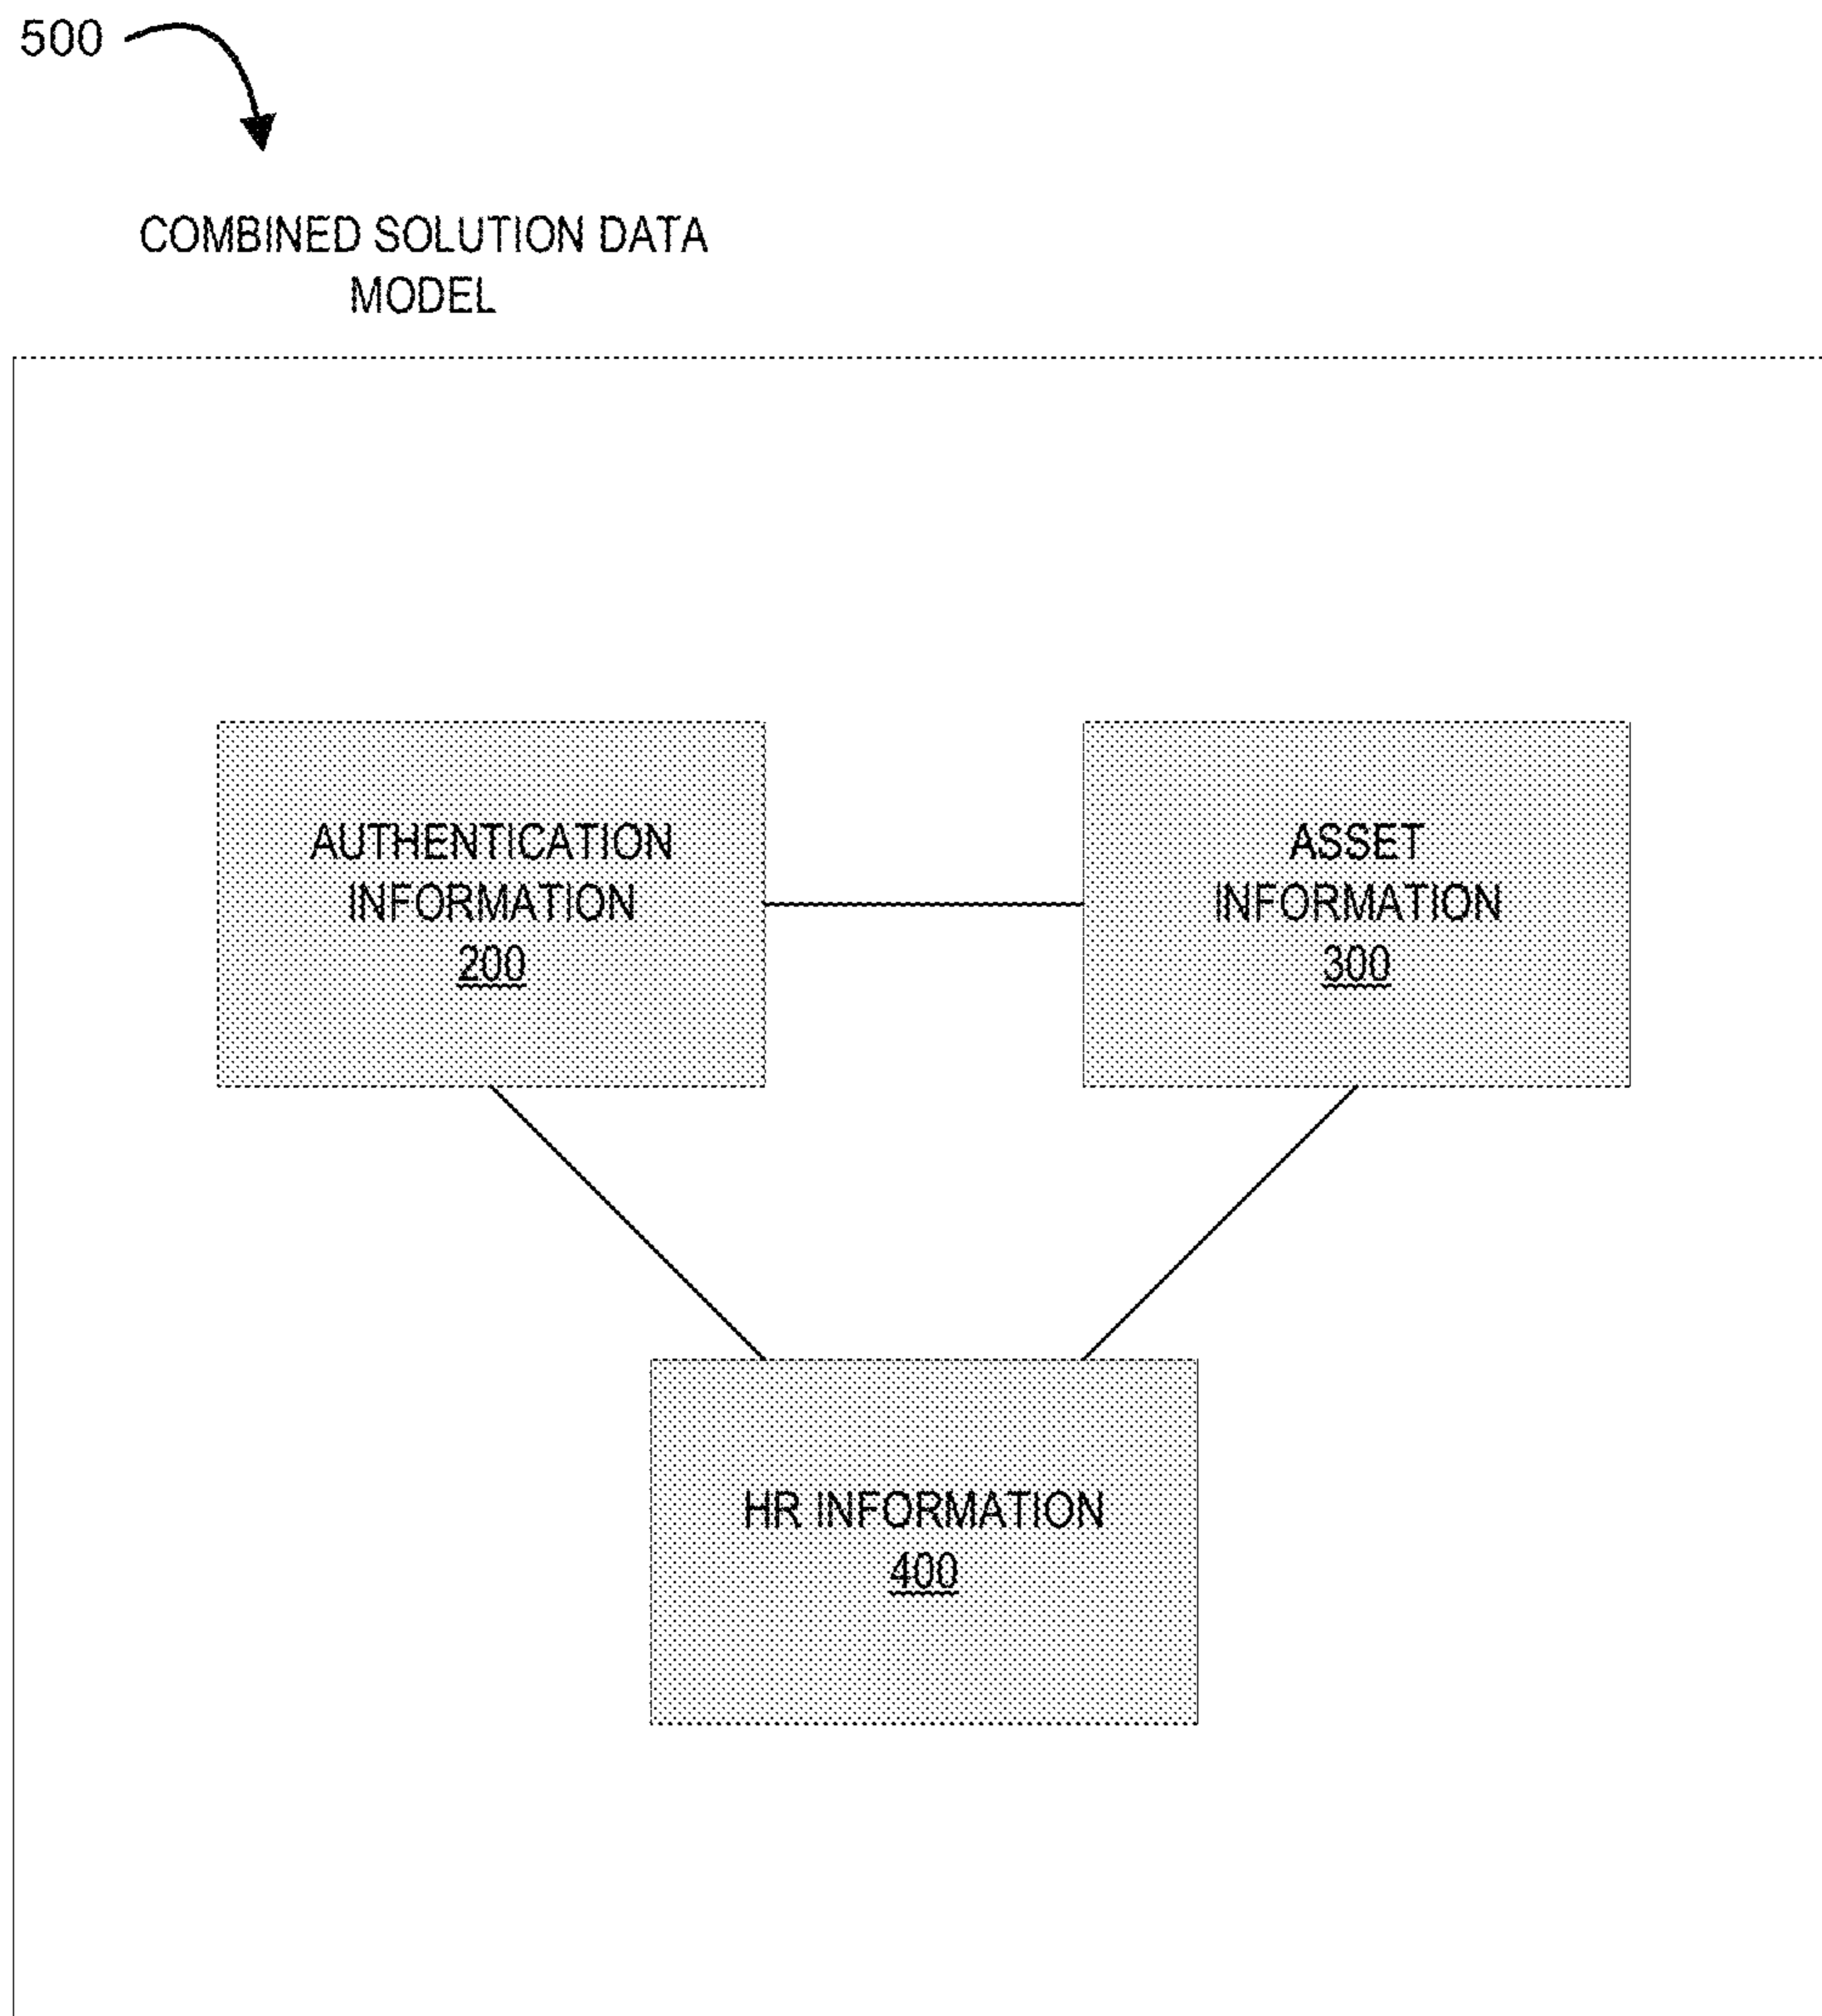 500
COMBINED SOLUTION DATA
MODEL
AUTHENTICATION
INFORMATION
200
ASSET
INFORMATION
300
HR INFORMATION
400